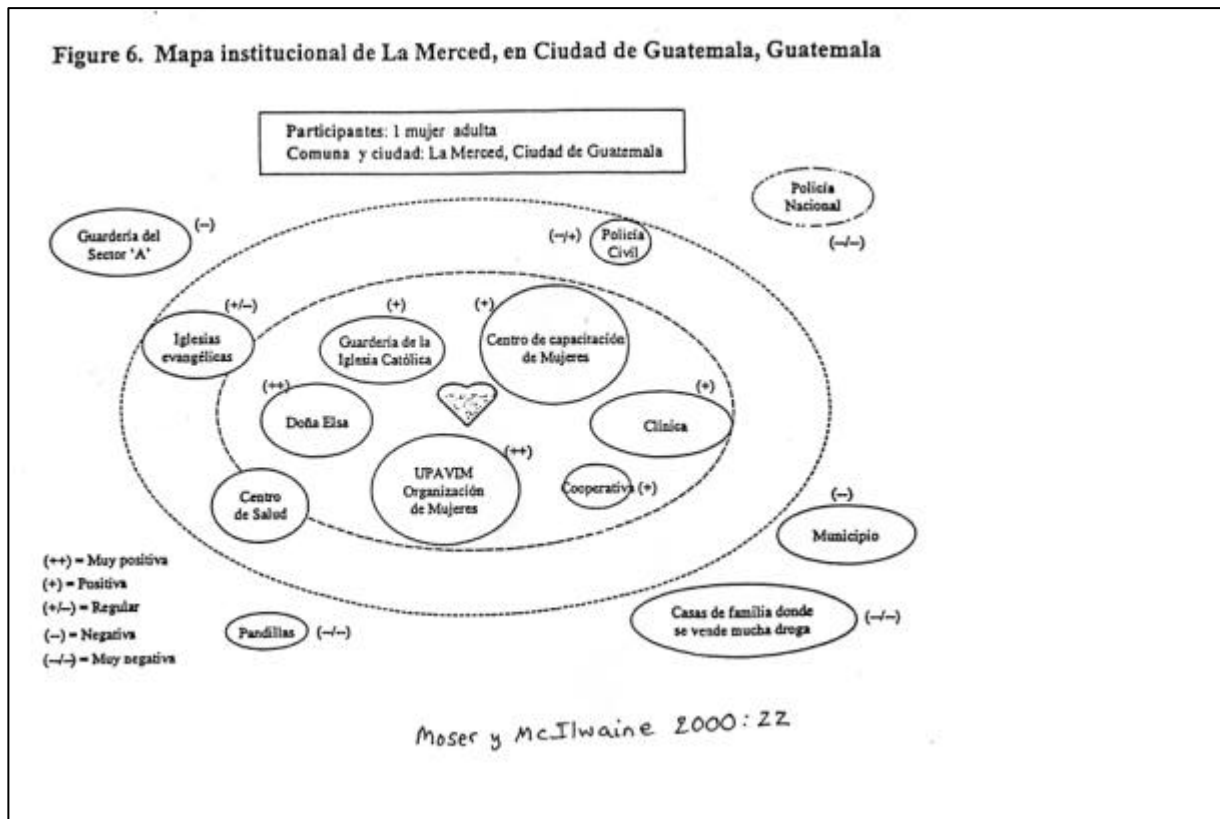 Figure 6. Mapa institucional de La Merced, en Ciudad de Guatemala, Guatemala
Participantes: 1 mujer adulta
Comuna y ciudad: La Merced, Ciudad de Guatemala
Policía
Nacional
(--/--)
Guardería del
Sector 'A'
(--)
(--/+)
Policía
Civil
(+/--)
Iglesias
evangélicas
(+)
Guardería de la
Iglesia Católica
(+)
Centro de capacitación
de Mujeres
(++)
Doña Elsa
(+)
Clínica
UPAVIM
Organización
de Mujeres
(++)
Cooperativa (+)
Centro
de Salud
(--)
Municipio
Casas de família donde
se vende mucha droga
(--/--)
Pandillas (--/--)
(++) = Muy positiva
(+) = Positiva
(+/--) = Regular
(--) = Negativa
(--/--) = Muy negativa
Moser y McIlwaine 2000:22